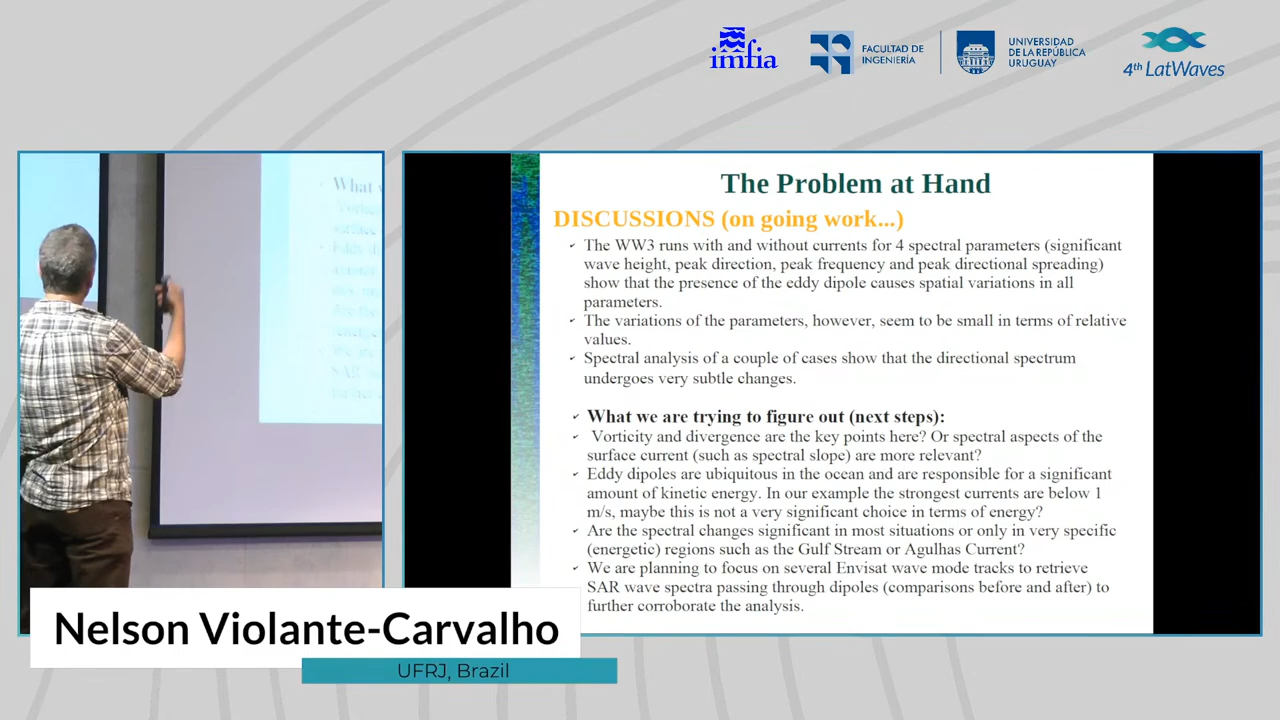 imfia
FACULTAD DE
INGENIERÍA
UNIVERSIDAD
DE LA REPÚBLICA
URUGUAY
4th LatWaves
What
The Problem at Hand
DISCUSSIONS (on going work...)
The WW3 runs with and without currents for 4 spectral parameters (significant
wave height, peak direction, peak frequency and peak directional spreading)
show that the presence of the eddy dipole causes spatial variations in all
parameters.
The variations of the parameters, however, seem to be small in terms of relative
values.
Spectral analysis of a couple of cases show that the directional spectrum
undergoes very subtle changes.
What we are trying to figure out (next steps):
Vorticity and divergence are the key points here? Or spectral aspects of the
surface current (such as spectral slope) are more relevant?
Eddy dipoles are ubiquitous in the ocean and are responsible for a significant
amount of kinetic energy. In our example the strongest currents are below 1
m/s, maybe this is not a very significant choice in terms of energy?
Are the spectral changes significant in most situations or only in very specific
(energetic) regions such as the Gulf Stream or Agulhas Current?
We are planning to focus on several Envisat wave mode tracks to retrieve
SAR wave spectra passing through dipoles (comparisons before and after) to
further corroborate the analysis.
Nelson Violante-Carvalho
UFRJ, Brazil